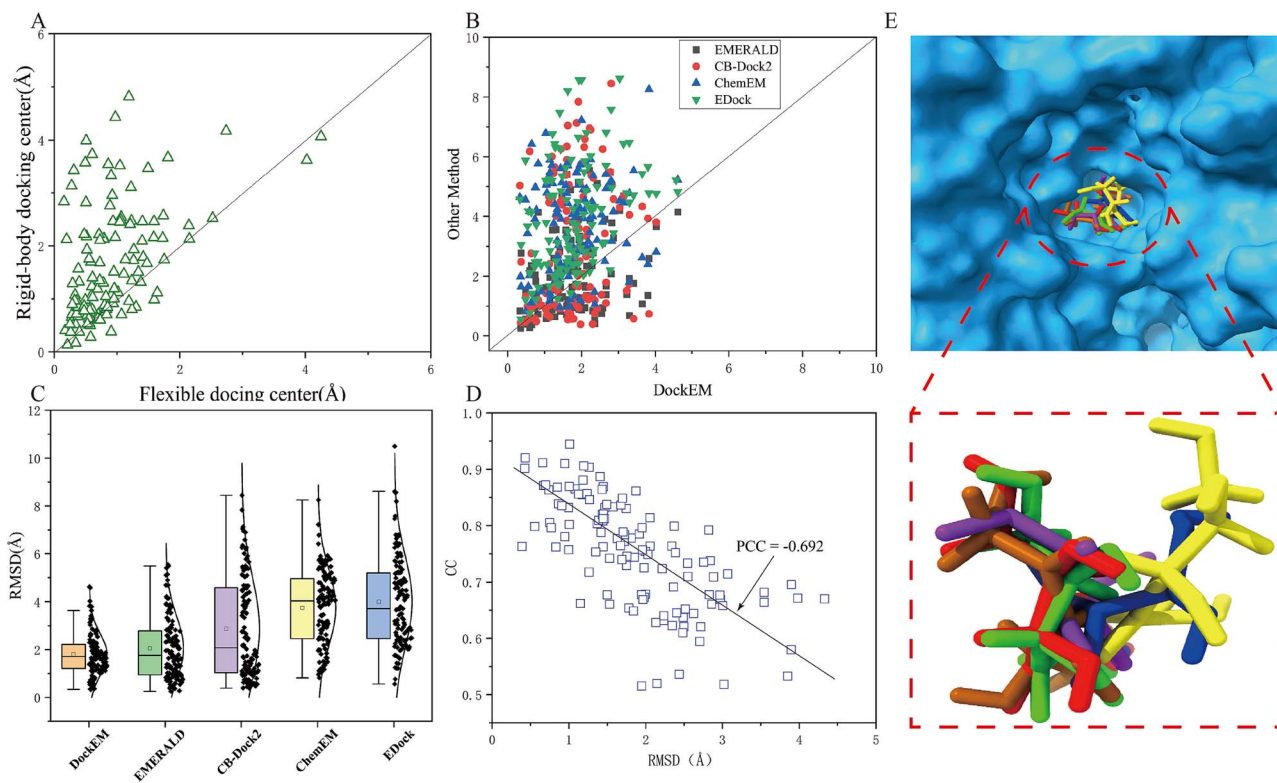 A
Rigid-body docking center(Å)
6
4
2
0
0
2
4
6
Flexible docing center(Å)
B
Other Method
10
8
6
4
2
0
0
2
4
6
8
10
DockEM
EMERALD
CB-Dock2
ChemEM
EDock
C
RMSD(Å)
12
10
8
6
4
2
0
DockEM
EMERALD
CB-Dock2
ChemEM
EDock
D
CC
1.0
0.9
0.8
0.7
0.6
0.5
PCC = -0.692
0
1
2
3
4
5
RMSD (Å)
E